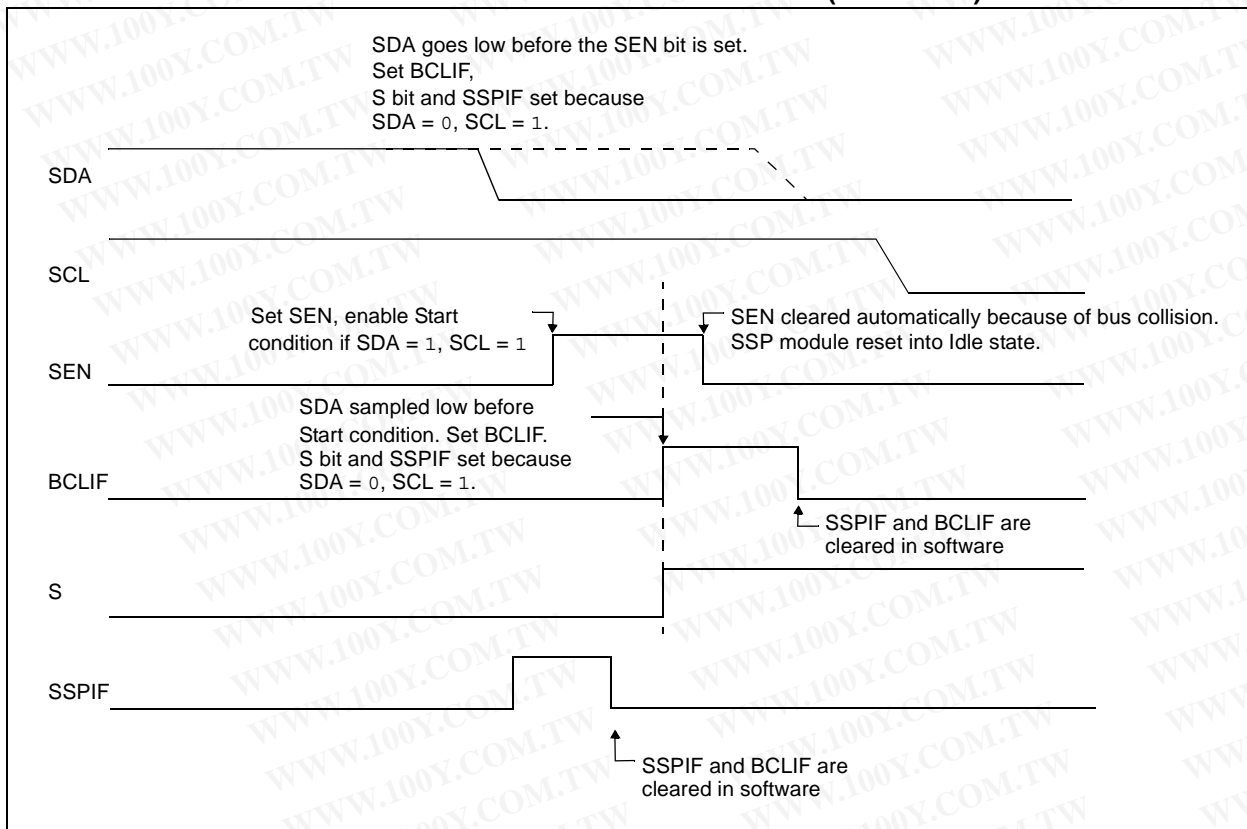 SDA goes low before the SEN bit is set.
Set BCLIF,
S bit and SSPIF set because
SDA = 0, SCL = 1.
SDA
SCL
Set SEN, enable Start
condition if SDA = 1, SCL = 1
SEN cleared automatically because of bus collision.
SSP module reset into Idle state.
SEN
SDA sampled low before
Start condition. Set BCLIF.
S bit and SSPIF set because
SDA = 0, SCL = 1.
BCLIF
SSPIF and BCLIF are
cleared in software
S
SSPIF
SSPIF and BCLIF are
cleared in software
WWW.100Y.COM.TW